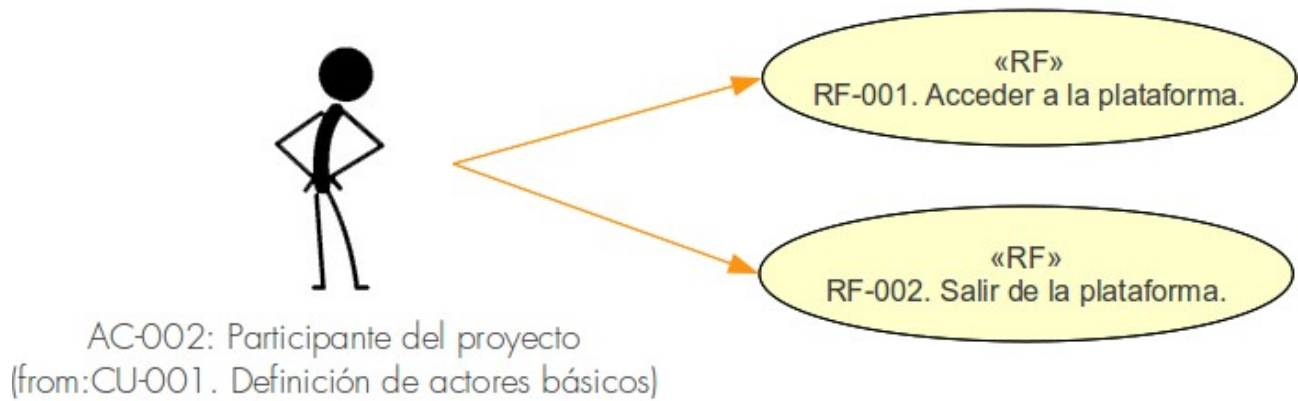 «RF»
RF-001. Acceder a la plataforma.
«RF»
RF-002. Salir de la plataforma.
AC-002: Participante del proyecto
(from:CU-001. Definición de actores básicos)